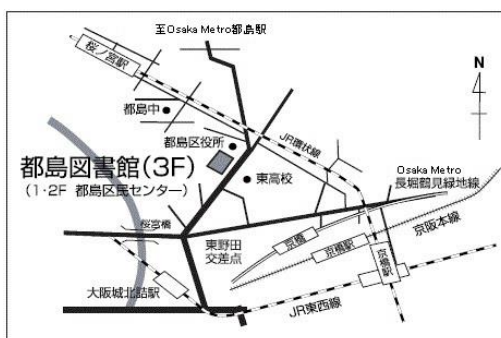 至Osaka Metro都島駅
桜ノ宮駅
N
都島中
都島区役所
JR環状線
都島図書館(3F)
(1・2F 都島区民センター)
東高校
Osaka Metro
長堀鶴見緑地線
京阪本線
桜宮橋
東野田
交差点
京橋
京橋駅
京橋駅
大阪城北詰駅
JR東西線